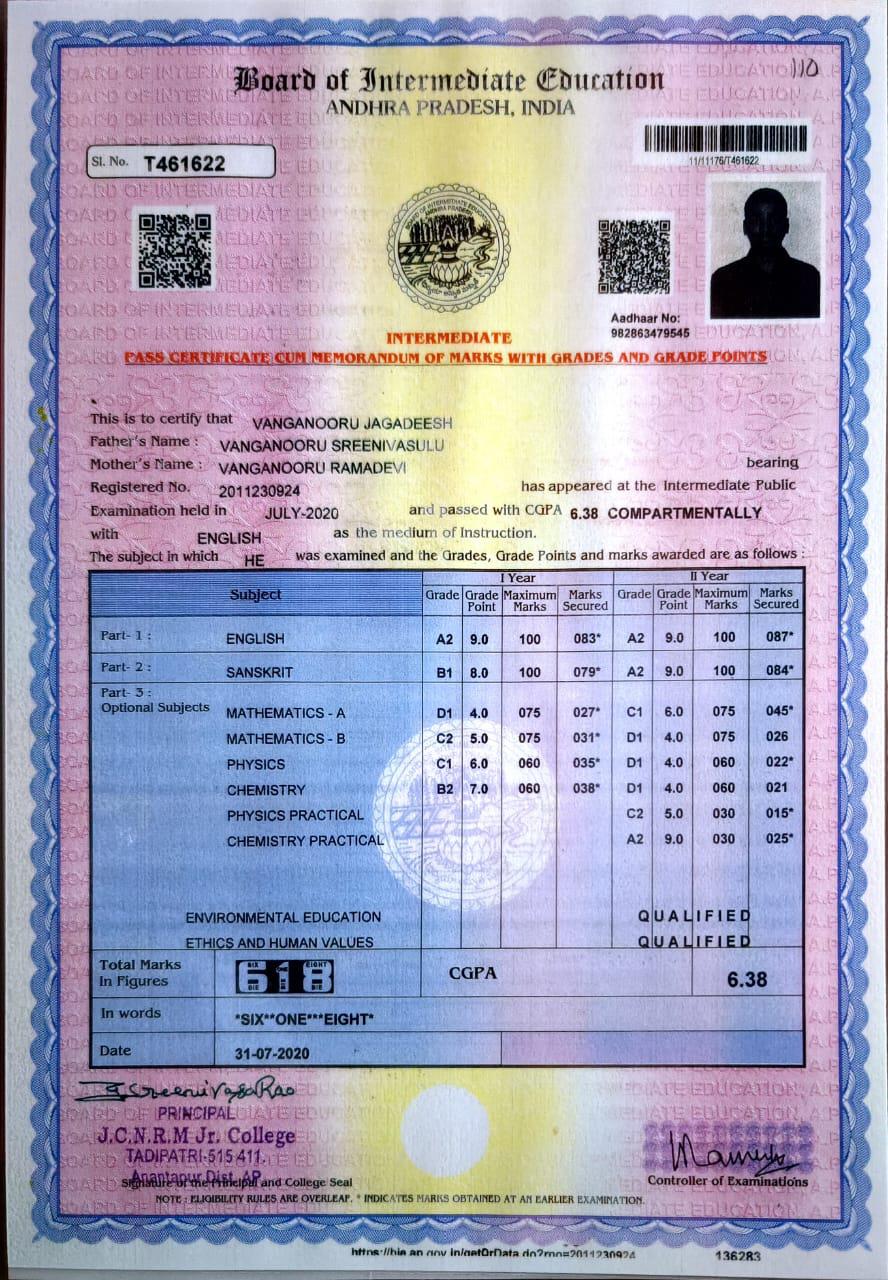 110
Board of Intermediate Education
ANDHRA PRADESH, INDIA
Sl. No. T461622
11/11176/T461622
Aadhaar No:
982863479545
INTERMEDIATE
PASS CERTIFICATE CUM MEMORANDUM OF MARKS WITH GRADES AND GRADE POINTS
This is to certify that VANGANOORU JAGADEESH
Father's Name : VANGANOORU SREENIVASULU
Mother's Name : VANGANOORU RAMADEVI bearing
Registered No. 2011230924 has appeared at the Intermediate Public
Examination held in JULY-2020 and passed with CGPA 6.38 COMPARTMENTALLY
with ENGLISH as the medium of Instruction.
The subject in which HE was examined and the Grades, Grade Points and marks awarded are as follows :
Subject I Year II Year
Grade Grade Point Maximum Marks Marks Secured Grade Grade Point Maximum Marks Marks Secured
Part- 1 : ENGLISH A2 9.0 100 083* A2 9.0 100 087*
Part- 2 : SANSKRIT B1 8.0 100 079* A2 9.0 100 084*
Part- 3 :
Optional Subjects MATHEMATICS - A D1 4.0 075 027* C1 6.0 075 045*
MATHEMATICS - B C2 5.0 075 031* D1 4.0 075 026
PHYSICS C1 6.0 060 035* D1 4.0 060 022*
CHEMISTRY B2 7.0 060 038* D1 4.0 060 021
PHYSICS PRACTICAL C2 5.0 030 015*
CHEMISTRY PRACTICAL A2 9.0 030 025*
ENVIRONMENTAL EDUCATION QUALIFIED
ETHICS AND HUMAN VALUES QUALIFIED
Total Marks
In Figures 618 CGPA 6.38
In words *SIX**ONE***EIGHT*
Date 31-07-2020
PRINCIPAL
J.C.N.R.M Jr. College
TADIPATRI-515 411.
Anantapur Dist. AP
Signature of the Principal and College Seal
Controller of Examinations
NOTE : ELIGIBILITY RULES ARE OVERLEAF. * INDICATES MARKS OBTAINED AT AN EARLIER EXAMINATION.
https://bie.ap.gov.in/getQrData.do?rno=2011230924
136283